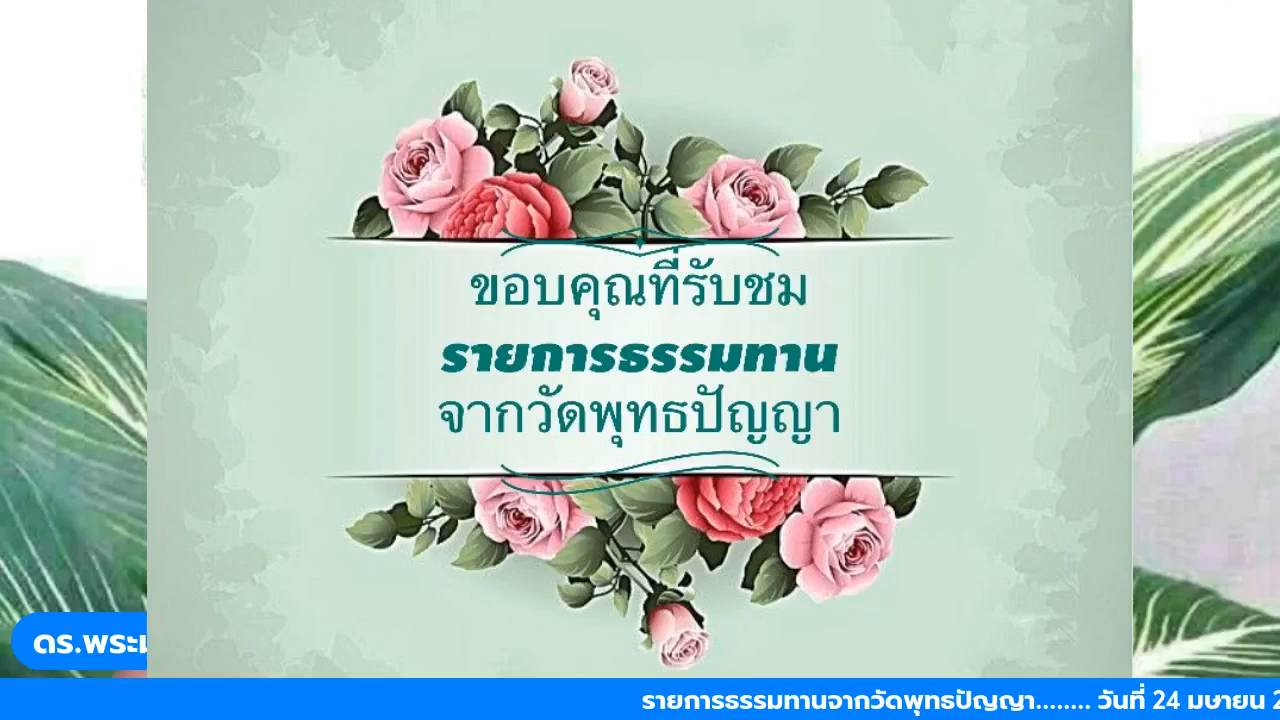 ขอบคุณที่รับชม
รายการธรรมทาน
จากวัดพุทธปัญญา
ดร.พระ
รายการธรรมทานจากวัดพุทธปัญญา........ วันที่ 24 เมษายน